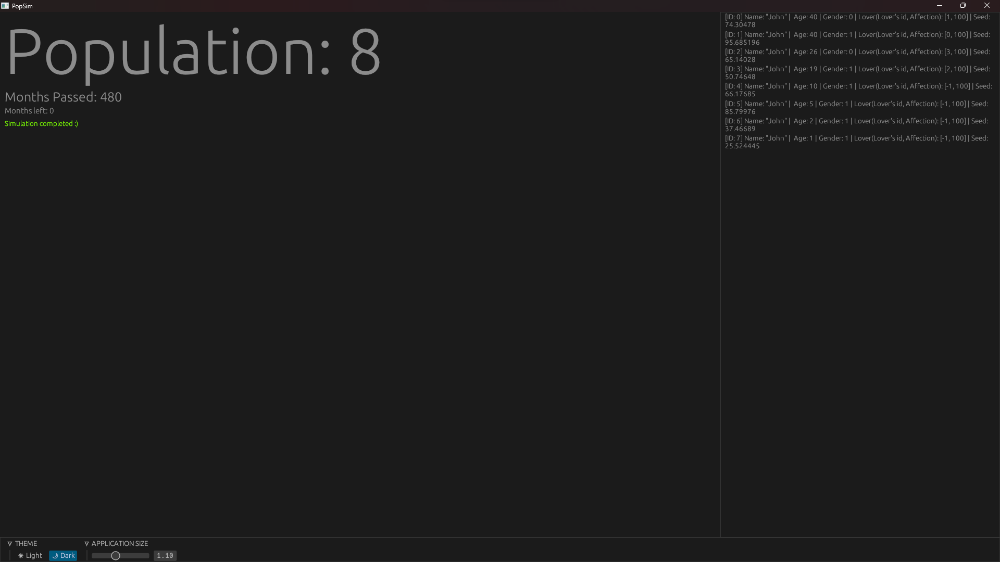 PopSim
Population: 8
Months Passed: 480
Months left: 0
Simulation completed :)
[ID: 0] Name: "John" |  Age: 40 | Gender: 0 | Lover(Lover's id, Affection): [1, 100] | Seed:
74.30478
[ID: 1] Name: "John" |  Age: 40 | Gender: 1 | Lover(Lover's id, Affection): [0, 100] | Seed:
95.685196
[ID: 2] Name: "John" |  Age: 26 | Gender: 0 | Lover(Lover's id, Affection): [3, 100] | Seed:
65.14028
[ID: 3] Name: "John" |  Age: 19 | Gender: 1 | Lover(Lover's id, Affection): [2, 100] | Seed:
50.74648
[ID: 4] Name: "John" |  Age: 10 | Gender: 1 | Lover(Lover's id, Affection): [-1, 100] | Seed:
66.17685
[ID: 5] Name: "John" |  Age: 5 | Gender: 1 | Lover(Lover's id, Affection): [-1, 100] | Seed:
85.79976
[ID: 6] Name: "John" |  Age: 2 | Gender: 1 | Lover(Lover's id, Affection): [-1, 100] | Seed:
37.46689
[ID: 7] Name: "John" |  Age: 1 | Gender: 1 | Lover(Lover's id, Affection): [-1, 100] | Seed:
25.524445
THEME
Light Dark
APPLICATION SIZE
1.10